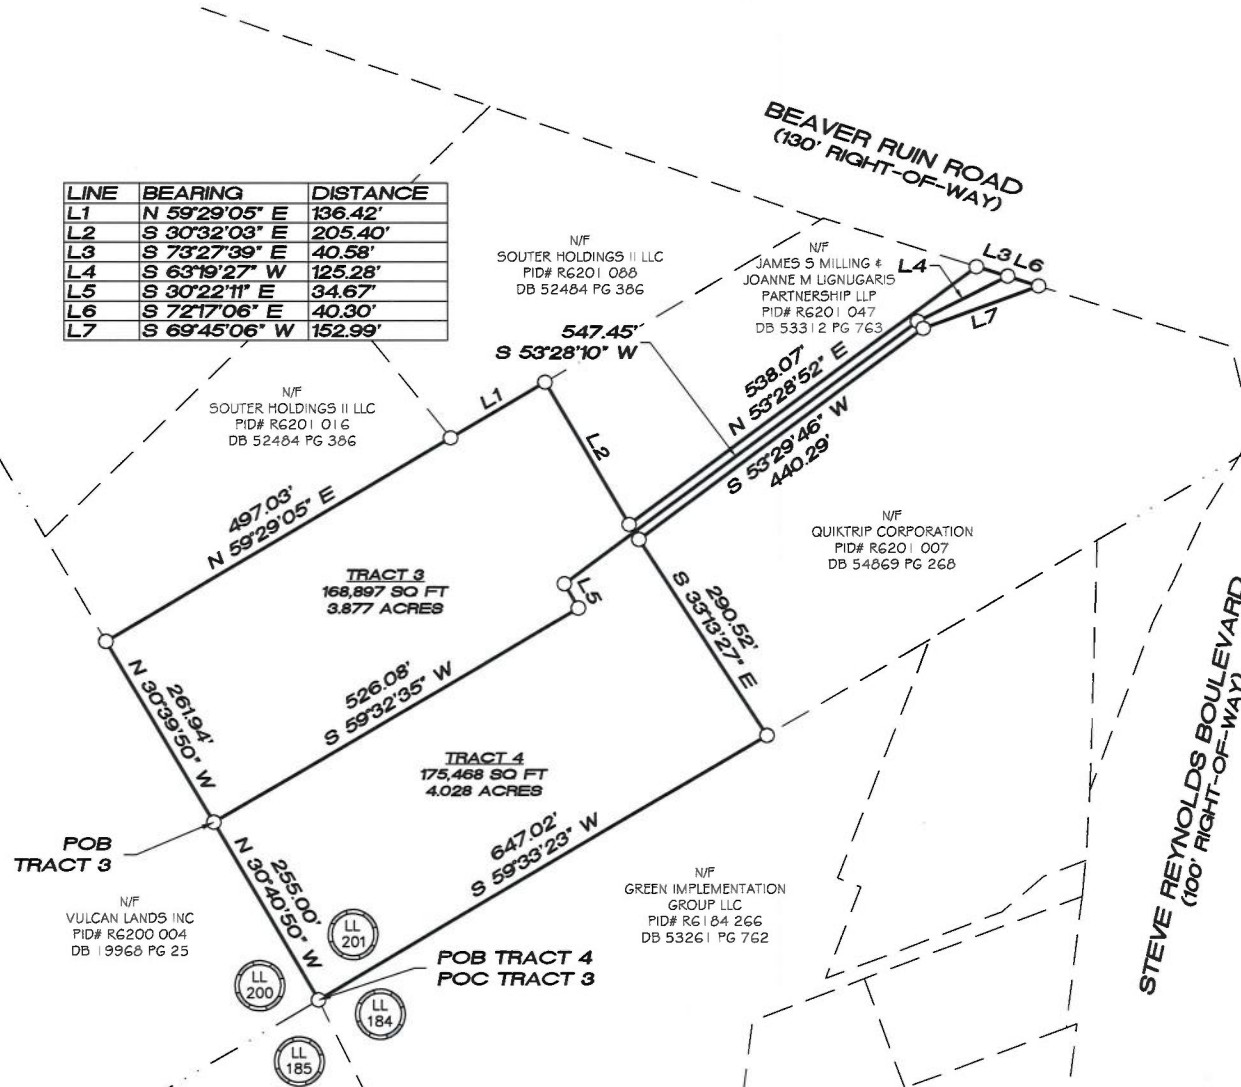 BEAVER RUIN ROAD
(130' RIGHT-OF-WAY)
LINE BEARING DISTANCE
L1 N 59°29'05" E 136.42'
L2 S 30°32'03" E 205.40'
L3 S 73°27'39" E 40.58'
L4 S 63°19'27" W 125.28'
L5 S 30°22'11" E 34.67'
L6 S 72°17'06" E 40.30'
L7 S 69°45'06" W 152.99'
N/F
SOUTER HOLDINGS II LLC
PID# R6201 088
DB 52484 PG 386
N/F
JAMES S MILLING &
JOANNE M LIGNUGARIS
PARTNERSHIP LLP
PID# R6201 047
DB 53312 PG 763
L3
L6
L4
L7
547.45'
S 53°28'10" W
538.07'
N 53°28'52" E
S 53°29'46" W
440.29'
N/F
SOUTER HOLDINGS II LLC
PID# R6201 016
DB 52484 PG 386
L1
L2
497.03'
N 59°29'05" E
N/F
QUIKTRIP CORPORATION
PID# R6201 007
DB 54869 PG 268
TRACT 3
168,897 SQ FT
3.877 ACRES
L5
290.52'
S 33°13'27" E
261.94'
N 30°39'50" W
526.08'
S 59°32'35" W
STEVE REYNOLDS BOULEVARD
(100' RIGHT-OF-WAY)
TRACT 4
175,468 SQ FT
4.028 ACRES
POB
TRACT 3
647.02'
S 59°33'23" W
255.00'
N 30°40'50" W
N/F
VULCAN LANDS INC
PID# R6200 004
DB 19968 PG 25
N/F
GREEN IMPLEMENTATION
GROUP LLC
PID# R6184 266
DB 53261 PG 762
LL
201
POB TRACT 4
POC TRACT 3
LL
200
LL
184
LL
185